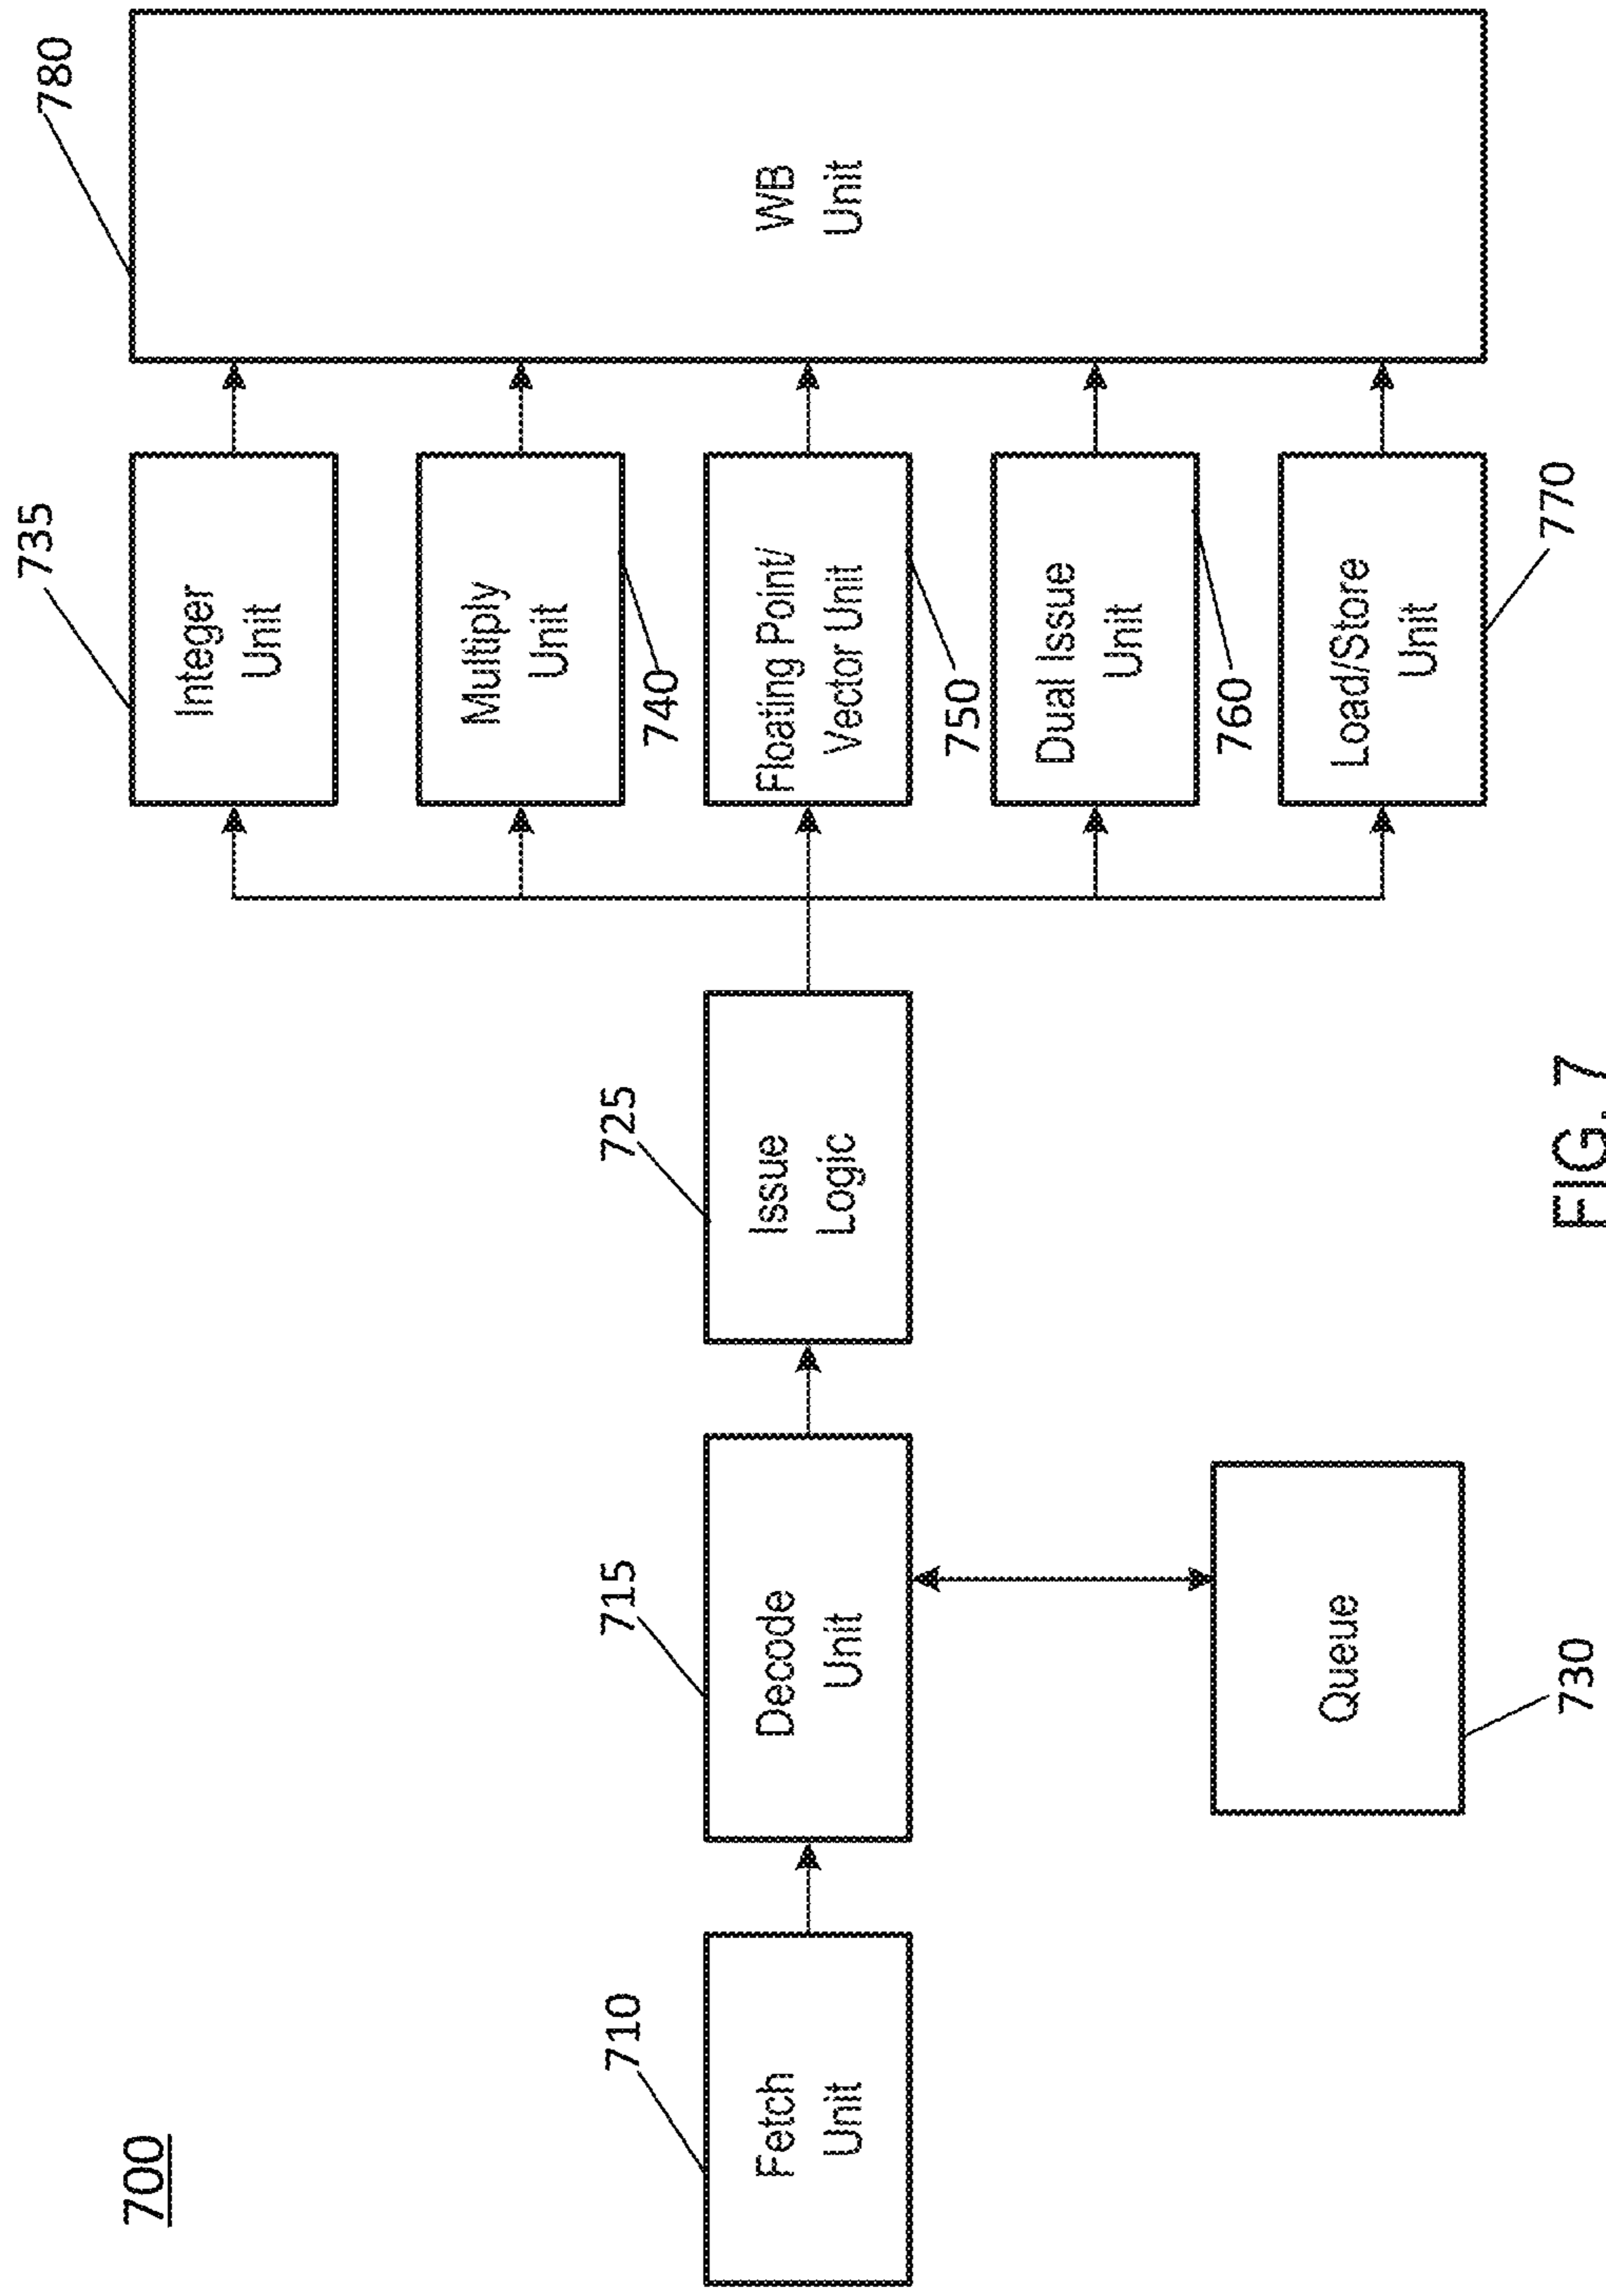 700
710
Fetch
Unit
715
Decode
Unit
Queue
730
725
Issue
Logic
735
Integer
Unit
Multiply
Unit
740
Floating Point/
Vector Unit
750
Dual Issue
Unit
760
Load/Store
Unit
770
780
WB
Unit
FIG. 7